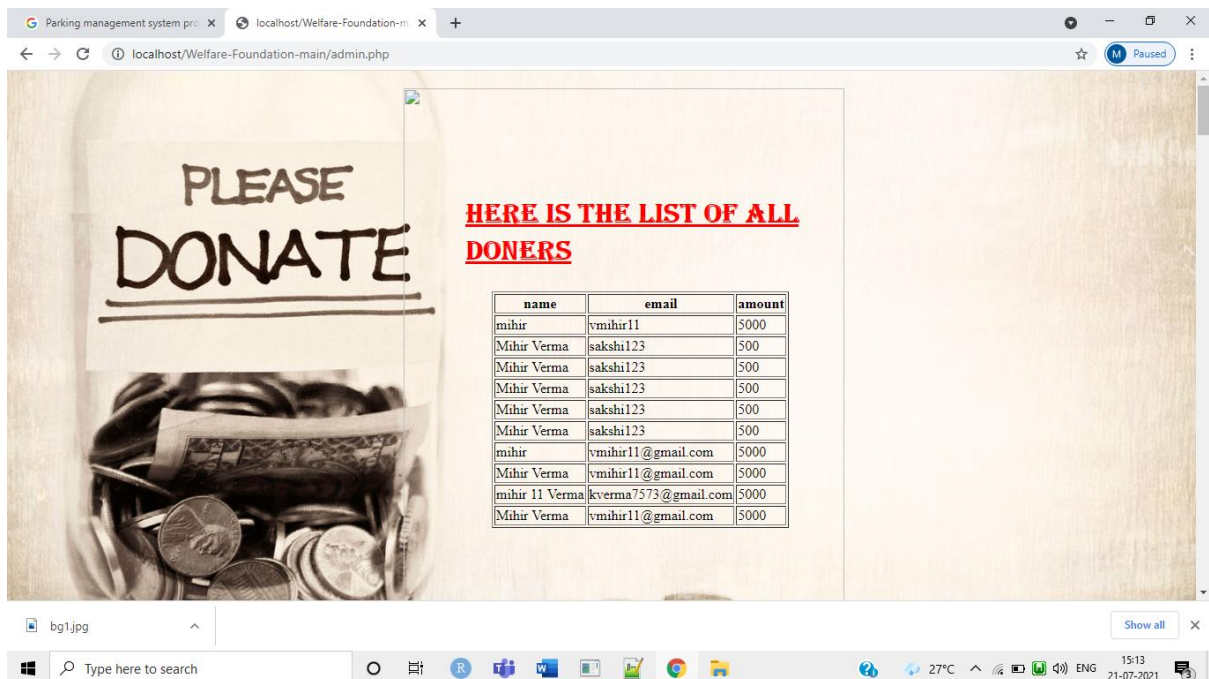 Parking management system pro
localhost/Welfare-Foundation-m
localhost/Welfare-Foundation-main/admin.php
M Paused
PLEASE
DONATE
HERE IS THE LIST OF ALL
DONERS
name email amount
mihir vmihir11 5000
Mihir Verma sakshi123 500
Mihir Verma sakshi123 500
Mihir Verma sakshi123 500
Mihir Verma sakshi123 500
Mihir Verma sakshi123 500
mihir vmihir11@gmail.com 5000
Mihir Verma vmihir11@gmail.com 5000
mihir 11 Verma kverma7573@gmail.com 5000
Mihir Verma vmihir11@gmail.com 5000
bg1.jpg Show all
Type here to search 27°C ENG 15:13
21-07-2021